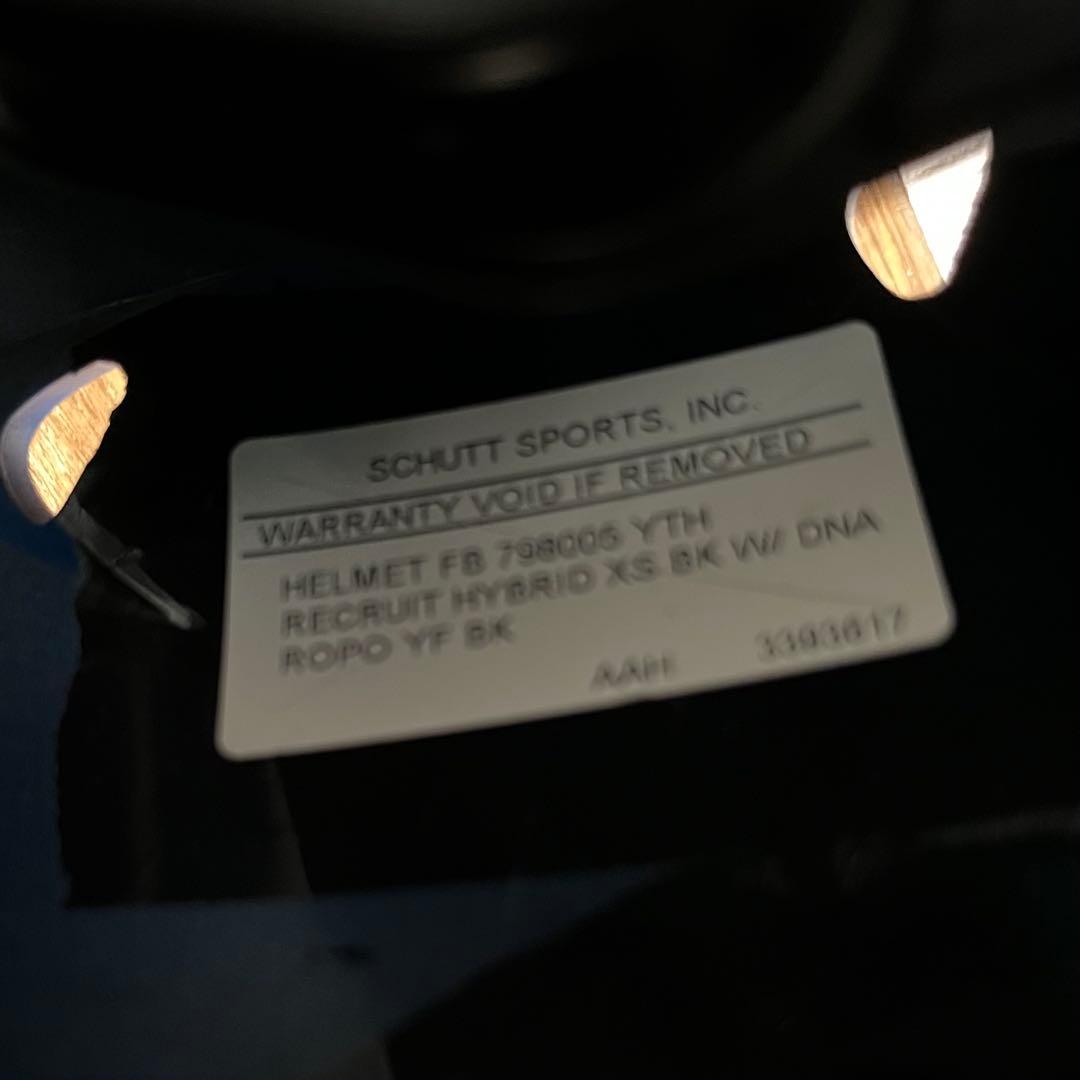 SCHUTT SPORTS, INC.
WARRANTY VOID IF REMOVED
HELMET FB 798005 YTH
RECRUIT HYBRID XS BK W/ DNA
ROPO YF BK
3393617